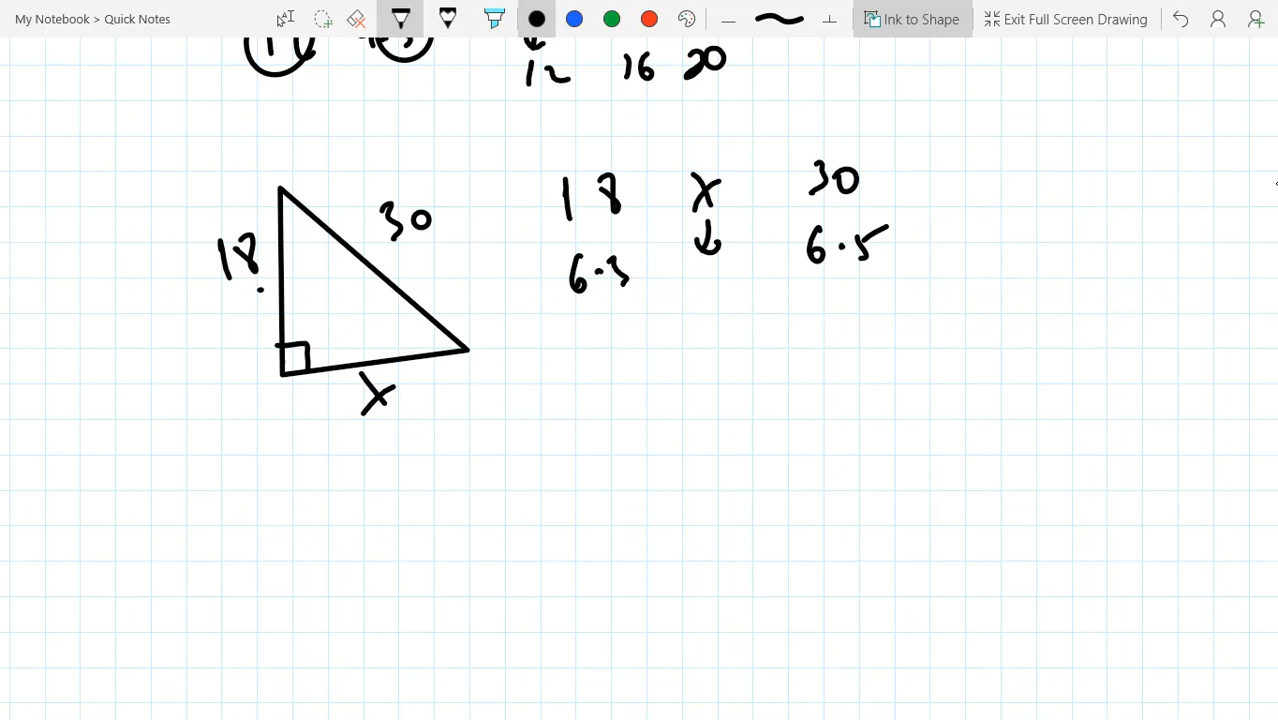 My Notebook > Quick Notes
Ink to Shape
Exit Full Screen Drawing
12 16 20
30
18
x
18 x 30
6.3 6.5